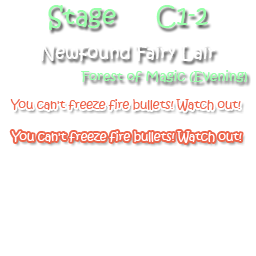 Stage C1-2
Newfound Fairy Lair
Forest of Magic (Evening)
You can't freeze fire bullets! Watch out!
You can't freeze fire bullets! Watch out!